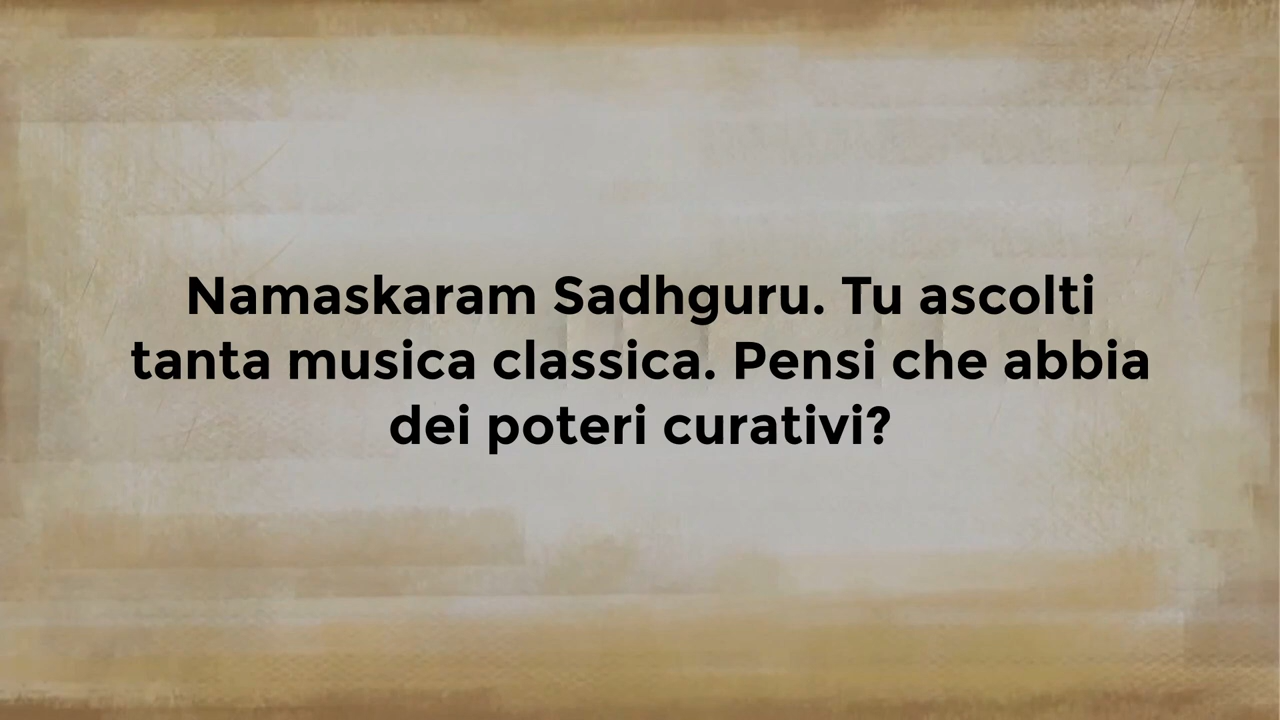 Namaskaram Sadhguru. Tu ascolti
tanta musica classica. Pensi che abbia
dei poteri curativi?